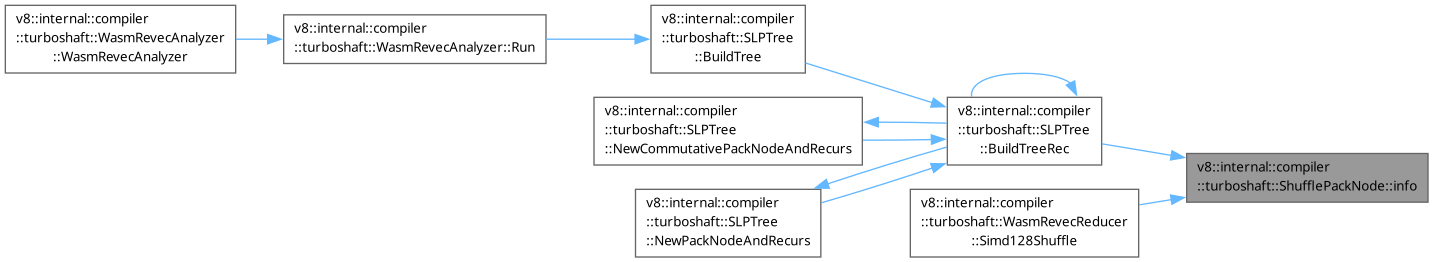 v8::internal::compiler
::turboshaft::WasmRevecAnalyzer
::WasmRevecAnalyzer
v8::internal::compiler
::turboshaft::WasmRevecAnalyzer::Run
v8::internal::compiler
::turboshaft::SLPTree
::BuildTree
v8::internal::compiler
::turboshaft::SLPTree
::NewCommutativePackNodeAndRecurs
v8::internal::compiler
::turboshaft::SLPTree
::BuildTreeRec
v8::internal::compiler
::turboshaft::ShufflePackNode::info
v8::internal::compiler
::turboshaft::SLPTree
::NewPackNodeAndRecurs
v8::internal::compiler
::turboshaft::WasmRevecReducer
::Simd128Shuffle